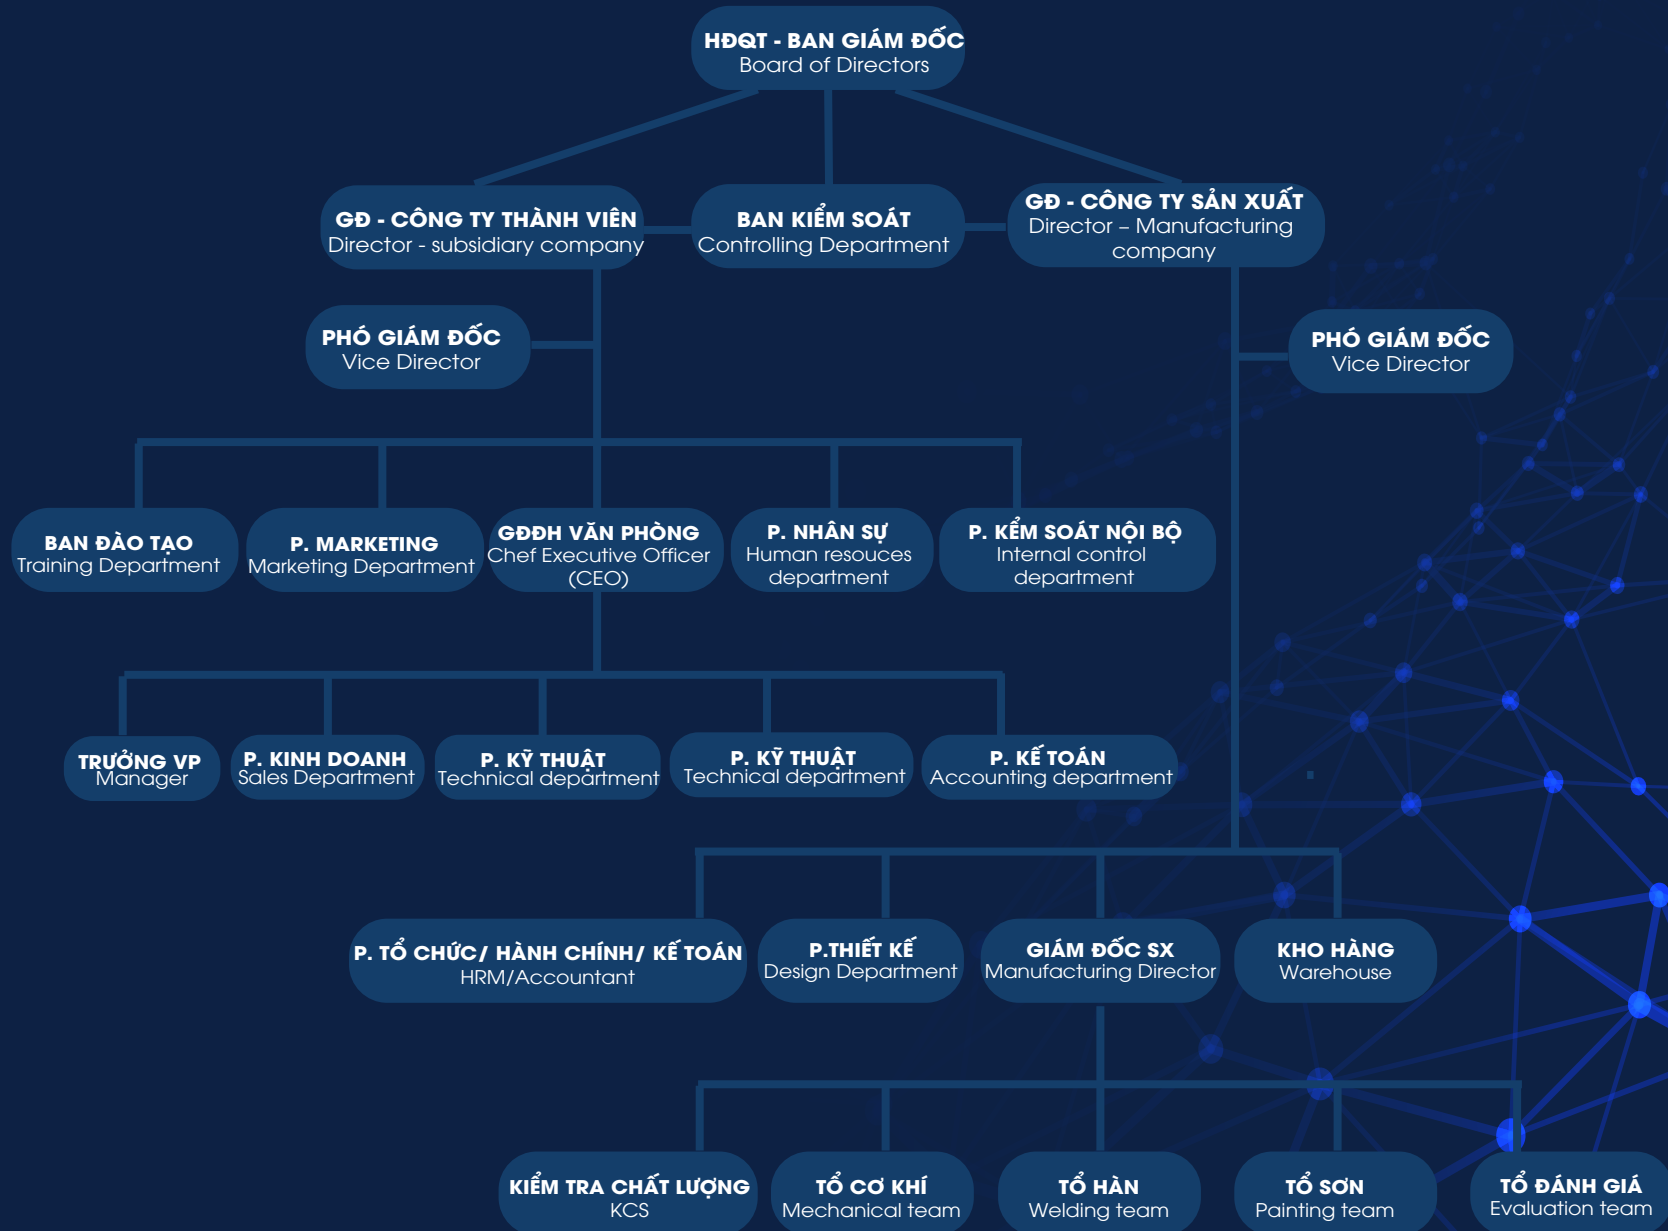 HĐQT - BAN GIÁM ĐỐC
Board of Directors
GĐ - CÔNG TY THÀNH VIÊN
Director - subsidiary company
BAN KIỂM SOÁT
Controlling Department
GĐ - CÔNG TY SẢN XUẤT
Director – Manufacturing
company
PHÓ GIÁM ĐỐC
Vice Director
PHÓ GIÁM ĐỐC
Vice Director
BAN ĐÀO TẠO
Training Department
P. MARKETING
Marketing Department
GĐĐH VĂN PHÒNG
Chef Executive Officer
(CEO)
P. NHÂN SỰ
Human resouces
department
P. KỂM SOÁT NỘI BỘ
Internal control
department
TRƯỞNG VP
Manager
P. KINH DOANH
Sales Department
P. KỸ THUẬT
Technical department
P. KỸ THUẬT
Technical department
P. KẾ TOÁN
Accounting department
P. TỔ CHỨC/ HÀNH CHÍNH/ KẾ TOÁN
HRM/Accountant
P.THIẾT KẾ
Design Department
GIÁM ĐỐC SX
Manufacturing Director
KHO HÀNG
Warehouse
KIỂM TRA CHẤT LƯỢNG
KCS
TỔ CƠ KHÍ
Mechanical team
TỔ HÀN
Welding team
TỔ SƠN
Painting team
TỔ ĐÁNH GIÁ
Evaluation team